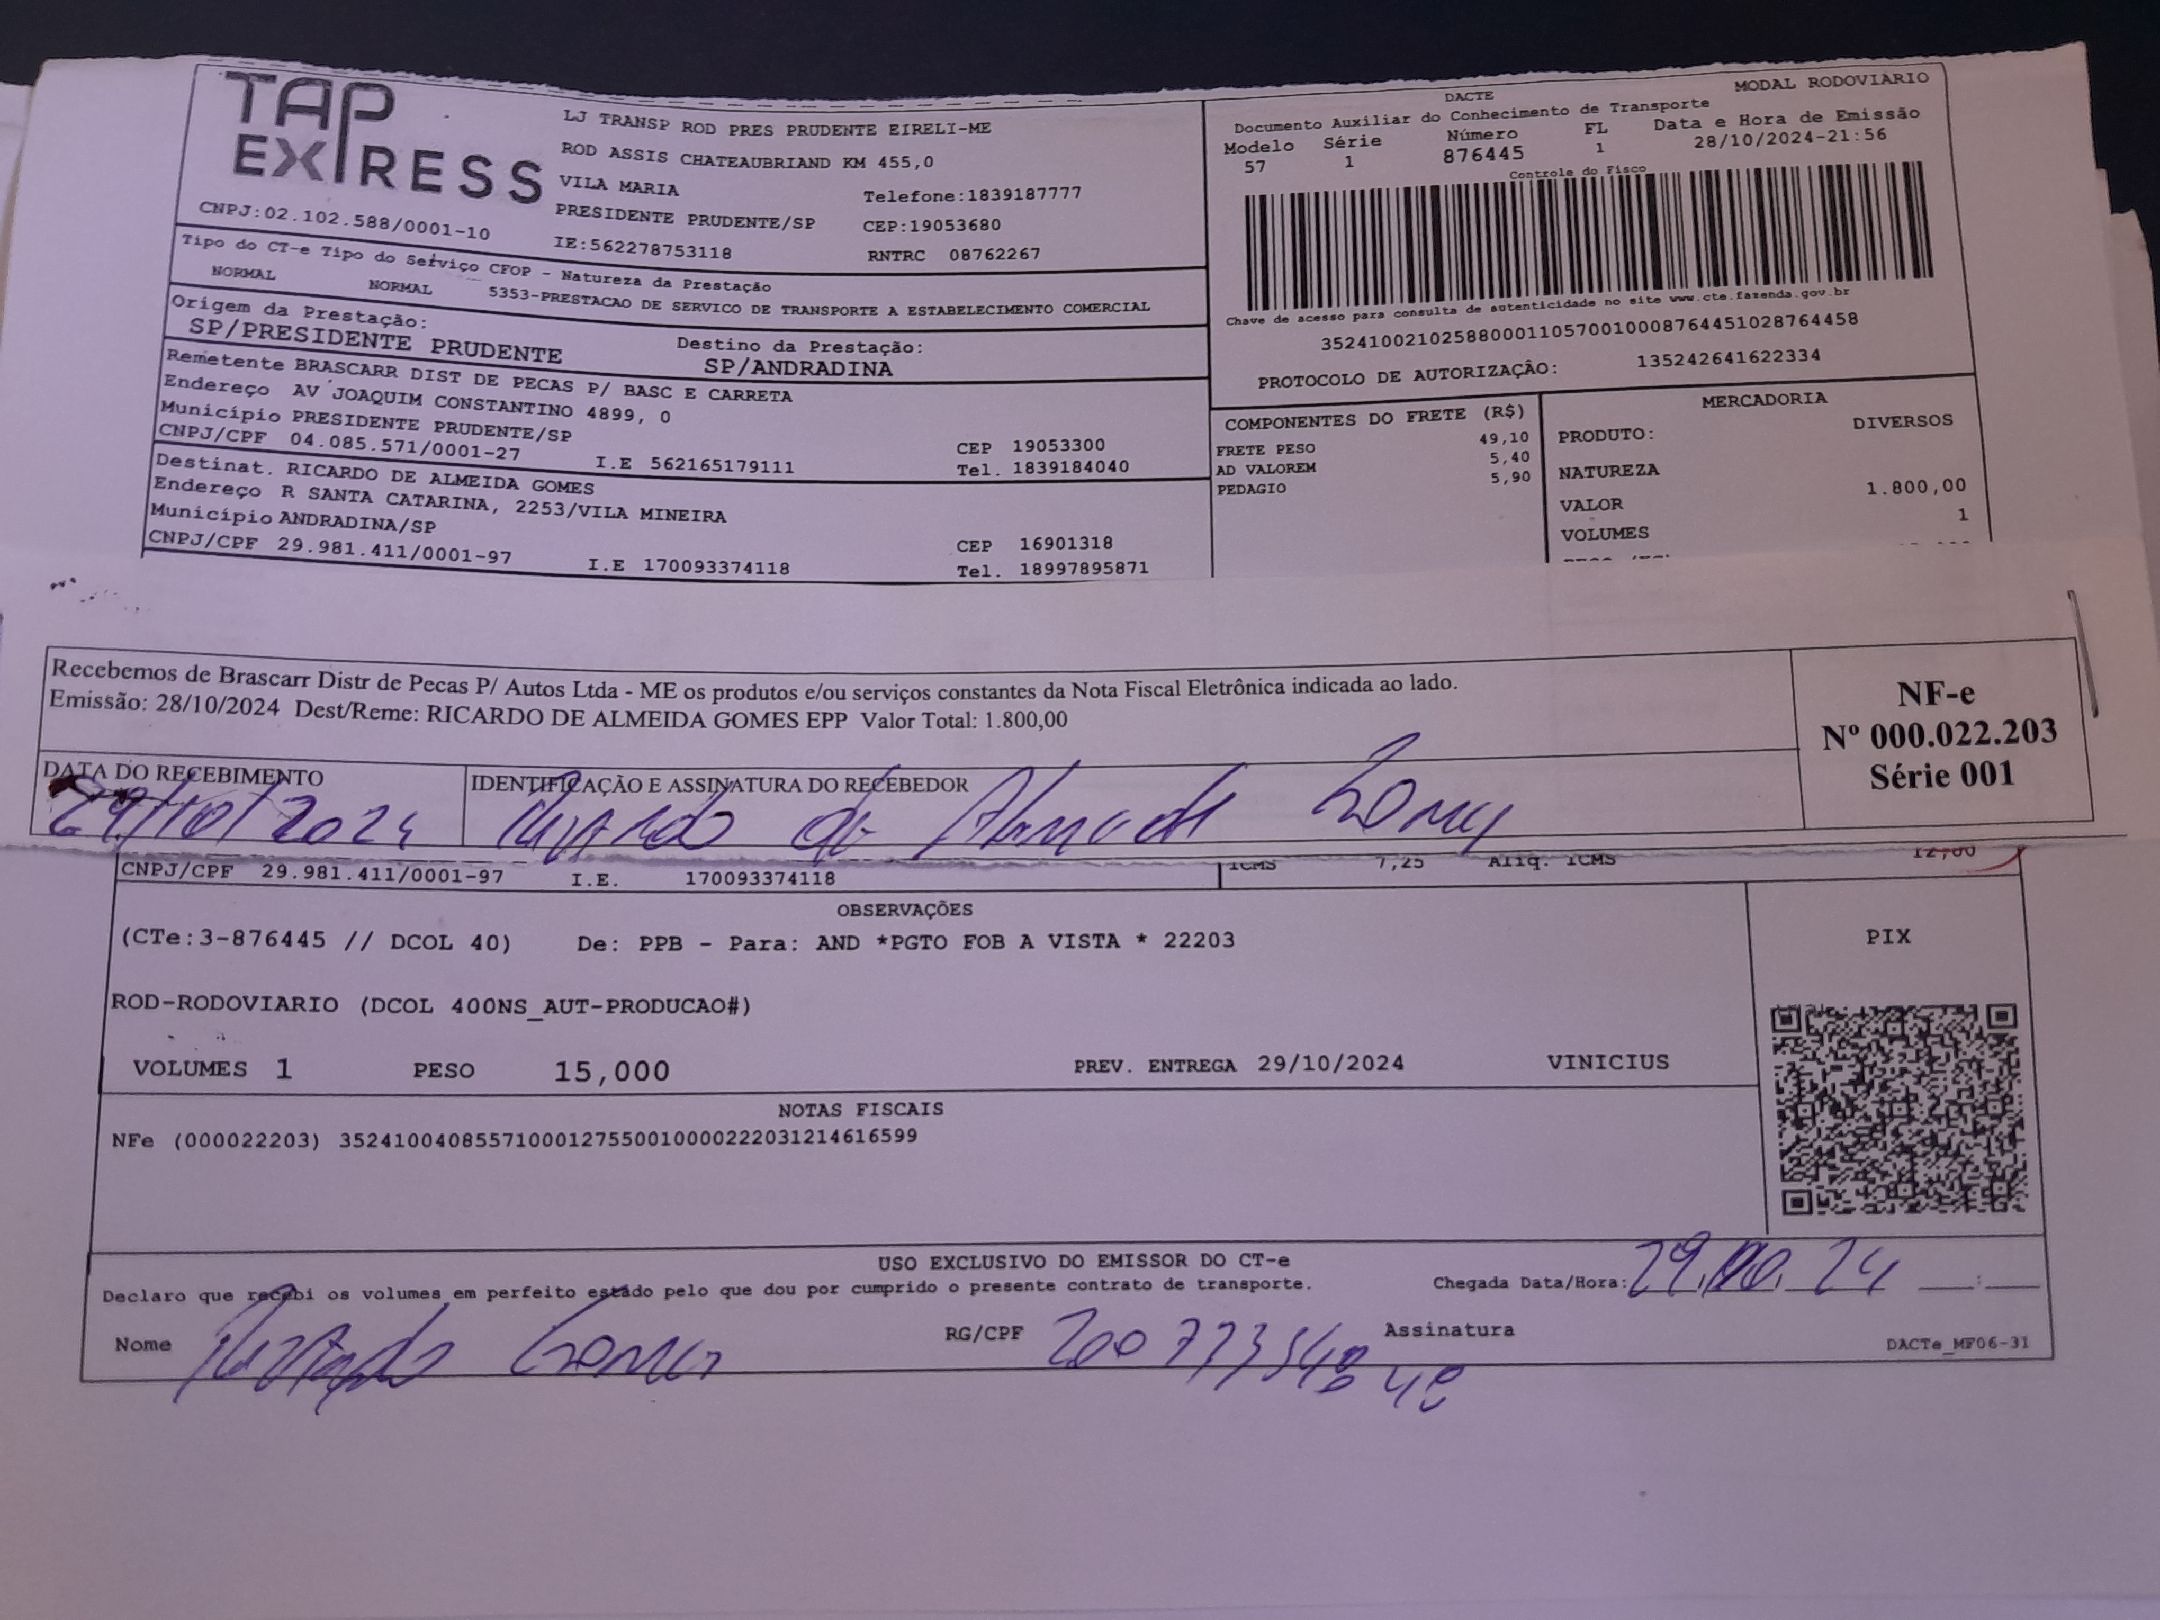 TAP EXPRESS
CNPJ:02.102.588/0001-10
LJ TRANSP ROD PRES PRUDENTE EIRELI-ME
ROD ASSIS CHATEAUBRIAND KM 455,0
VILA MARIA Telefone:1839187777
PRESIDENTE PRUDENTE/SP CEP:19053680
IE:562278753118 RNTRC 08762267
MODAL RODOVIARIO
DACTE
Documento Auxiliar do Conhecimento de Transporte
Modelo Série Número FL Data e Hora de Emissão
57 1 876445 1 28/10/2024-21:56
Controle do Fisco
Chave de acesso para consulta de autenticidade no site www.cte.fazenda.gov.br
35241002102588000110570010008764451028764458
PROTOCOLO DE AUTORIZAÇÃO: 135242641622334
Tipo do CT-e Tipo do Serviço CFOP - Natureza da Prestação
NORMAL NORMAL 5353-PRESTACAO DE SERVICO DE TRANSPORTE A ESTABELECIMENTO COMERCIAL
Origem da Prestação: Destino da Prestação:
SP/PRESIDENTE PRUDENTE SP/ANDRADINA
Remetente BRASCARR DIST DE PECAS P/ BASC E CARRETA
Endereço AV JOAQUIM CONSTANTINO 4899, 0
Município PRESIDENTE PRUDENTE/SP CEP 19053300
CNPJ/CPF 04.085.571/0001-27 I.E 562165179111 Tel. 1839184040
Destinat. RICARDO DE ALMEIDA GOMES
Endereço R SANTA CATARINA, 2253/VILA MINEIRA
Município ANDRADINA/SP CEP 16901318
CNPJ/CPF 29.981.411/0001-97 I.E 170093374118 Tel. 18997895871
COMPONENTES DO FRETE (R$)
FRETE PESO 49,10
AD VALOREM 5,40
PEDAGIO 5,90
MERCADORIA
PRODUTO: DIVERSOS
NATUREZA
VALOR 1.800,00
VOLUMES 1
Recebemos de Brascarr Distr de Pecas P/ Autos Ltda - ME os produtos e/ou serviços constantes da Nota Fiscal Eletrônica indicada ao lado.
Emissão: 28/10/2024 Dest/Reme: RICARDO DE ALMEIDA GOMES EPP Valor Total: 1.800,00
NF-e
Nº 000.022.203
Série 001
DATA DO RECEBIMENTO IDENTIFICAÇÃO E ASSINATURA DO RECEBEDOR
29/10/2024 Ricardo de Almeida Gomes
CNPJ/CPF 29.981.411/0001-97 I.E. 170093374118 ICMS 7,25 Aliq. ICMS 12,00
OBSERVAÇÕES
(CTe:3-876445 // DCOL 40) De: PPB - Para: AND *PGTO FOB A VISTA * 22203
PIX
ROD-RODOVIARIO (DCOL 400NS_AUT-PRODUCAO#)
VOLUMES 1 PESO 15,000 PREV. ENTREGA 29/10/2024 VINICIUS
NOTAS FISCAIS
NFe (000022203) 35241004085571000127550010000222031214616599
USO EXCLUSIVO DO EMISSOR DO CT-e
Declaro que recebi os volumes em perfeito estado pelo que dou por cumprido o presente contrato de transporte. Chegada Data/Hora: 29.10.24 __:__
Nome Ricardo Gomes RG/CPF Assinatura DACTe_MF06-31